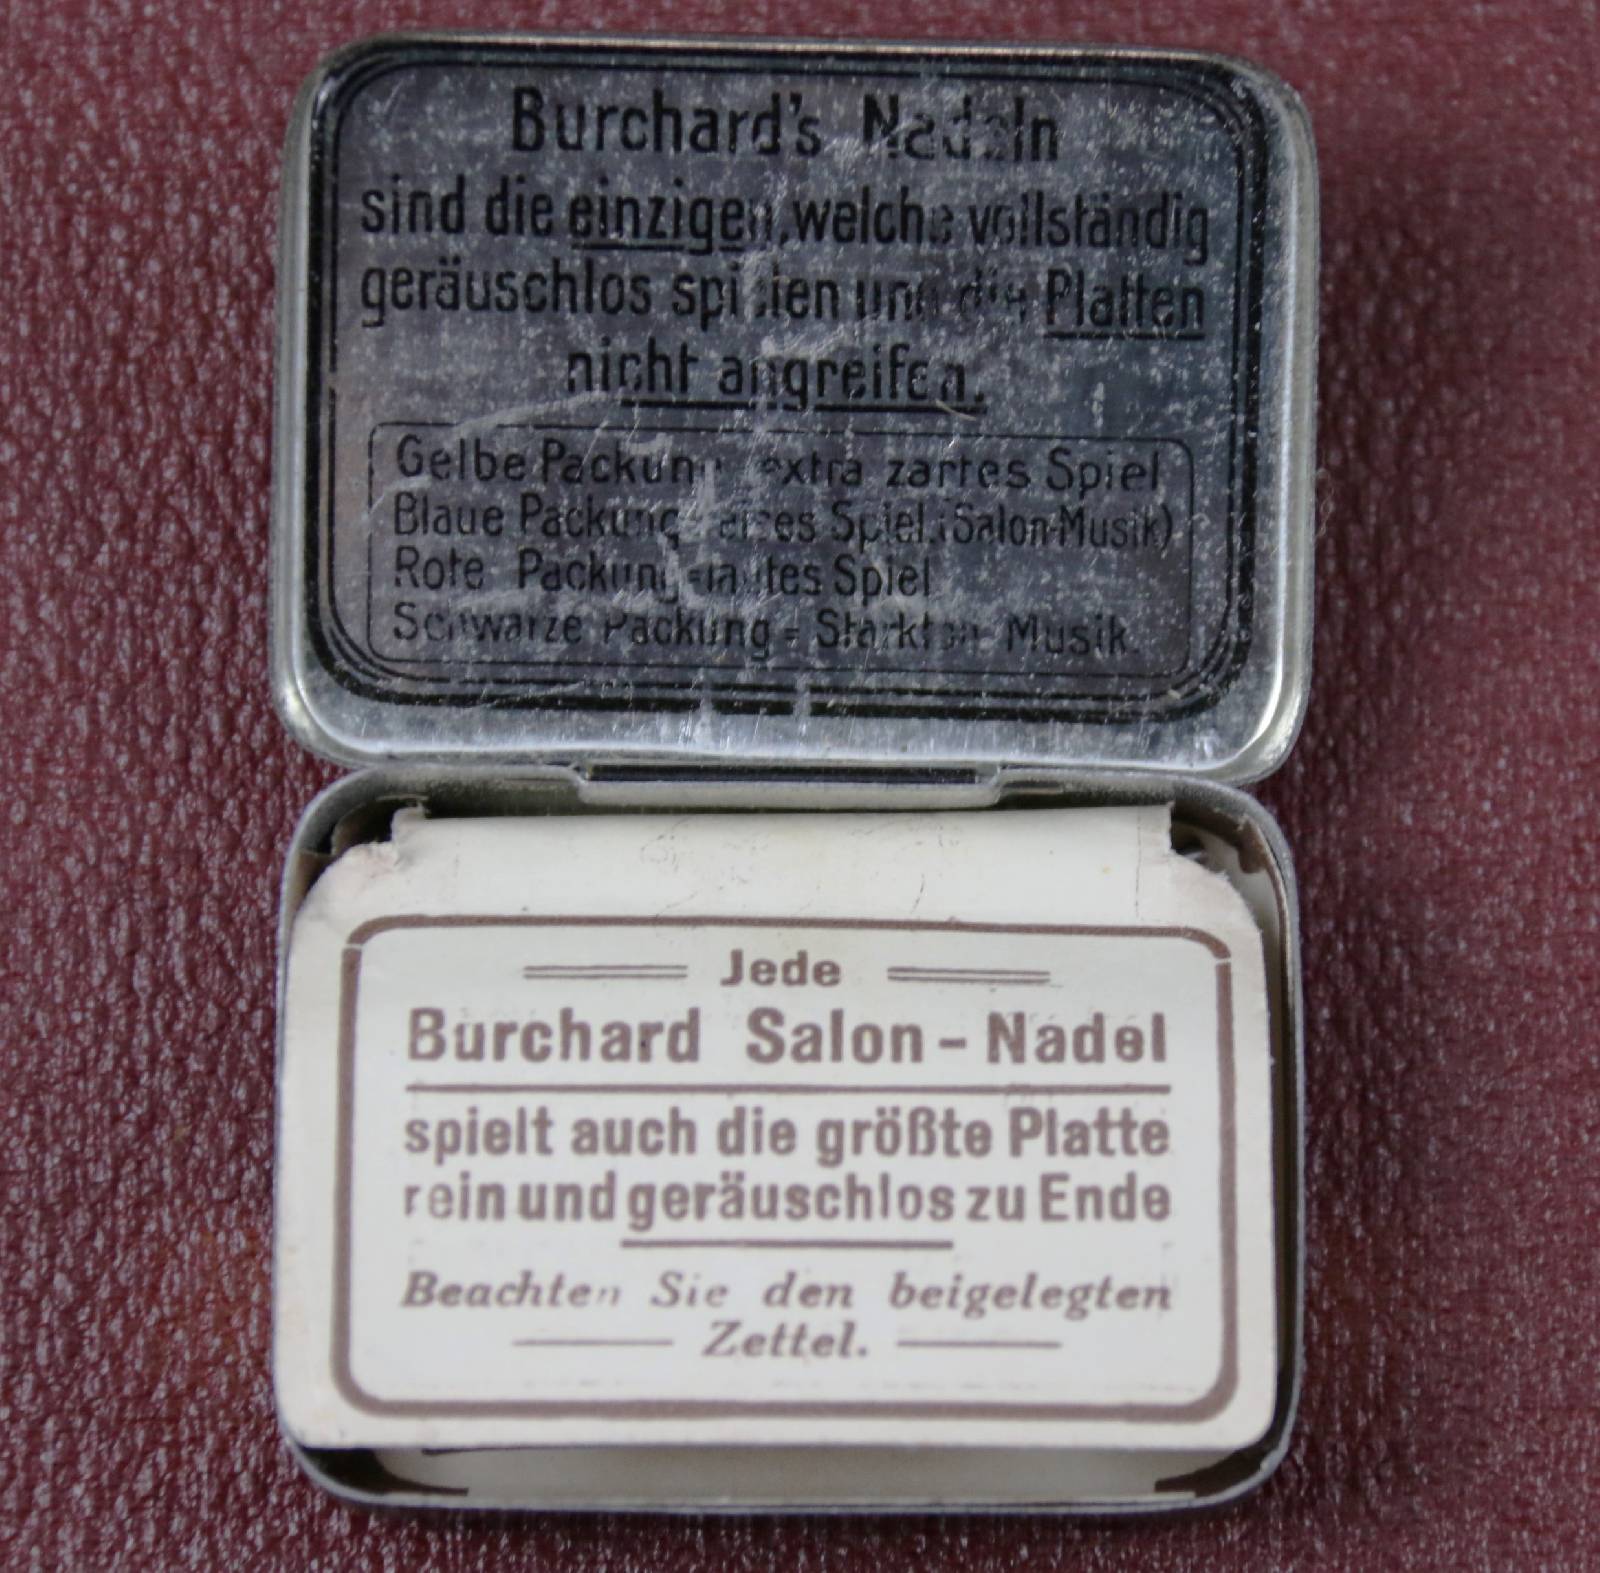 Burchard's Nadeln
sind die einzigen, welche vollständig
geräuschlos spielen und die Platten
nicht angreifen.
Gelbe Packung extra zartes Spiel
Blaue Packung Spiel (Salon-Musik)
Rote Packung = lautes Spiel
Schwarze Packung = Starkton Musik.
Jede
Burchard Salon - Nadel
spielt auch die größte Platte
rein und geräuschlos zu Ende
Beachten Sie den beigelegten
Zettel.